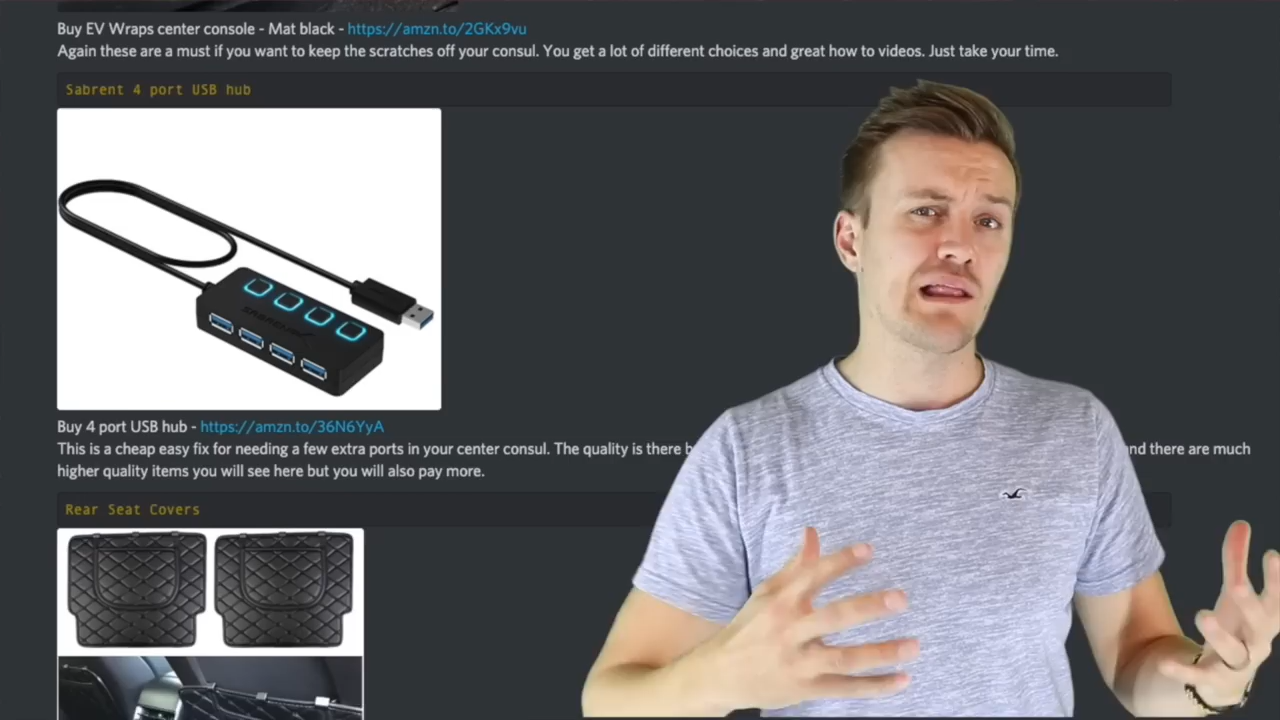 Buy EV Wraps center console - Mat black - https://amzn.to/2GKx9vu
Again these are a must if you want to keep the scratches off your consul. You get a lot of different choices and great how to videos. Just take your time.
Sabrent 4 port USB hub
SABRENT
Buy 4 port USB hub - https://amzn.to/36N6YyA
This is a cheap easy fix for needing a few extra ports in your center consul. The quality is there nd there are much
higher quality items you will see here but you will also pay more.
Rear Seat Covers